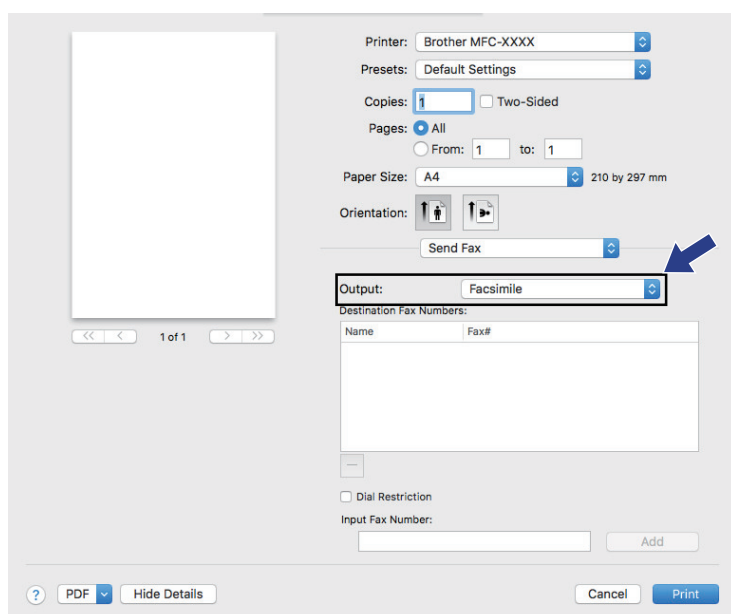 Printer: Brother MFC-XXXX
Presets: Default Settings
Copies: 1 Two-Sided
Pages: All
From: 1 to: 1
Paper Size: A4 210 by 297 mm
Orientation:
Send Fax
Output: Facsimile
Destination Fax Numbers:
Name Fax#
<< < 1 of 1 > >>
Dial Restriction
Input Fax Number:
Add
? PDF Hide Details Cancel Print